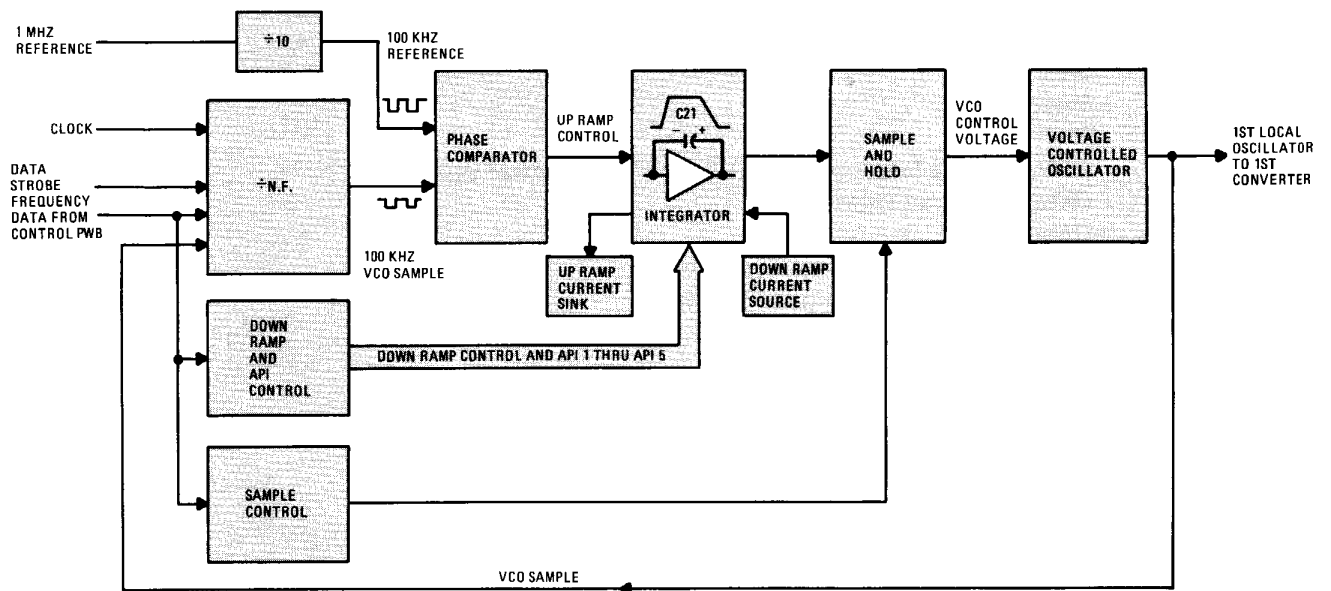 1 MHZ
REFERENCE
÷10
100 KHZ
REFERENCE
CLOCK
DATA
STROBE
FREQUENCY
DATA FROM
CONTROL PWB
÷N.F.
100 KHZ
VCO SAMPLE
PHASE
COMPARATOR
UP RAMP
CONTROL
C21
− +
INTEGRATOR
UP RAMP
CURRENT
SINK
DOWN RAMP
CURRENT
SOURCE
SAMPLE
AND
HOLD
VCO
CONTROL
VOLTAGE
VOLTAGE
CONTROLLED
OSCILLATOR
1ST LOCAL
OSCILLATOR
TO 1ST
CONVERTER
DOWN
RAMP
AND
API
CONTROL
DOWN RAMP CONTROL AND API 1 THRU API 5
SAMPLE
CONTROL
VCO SAMPLE